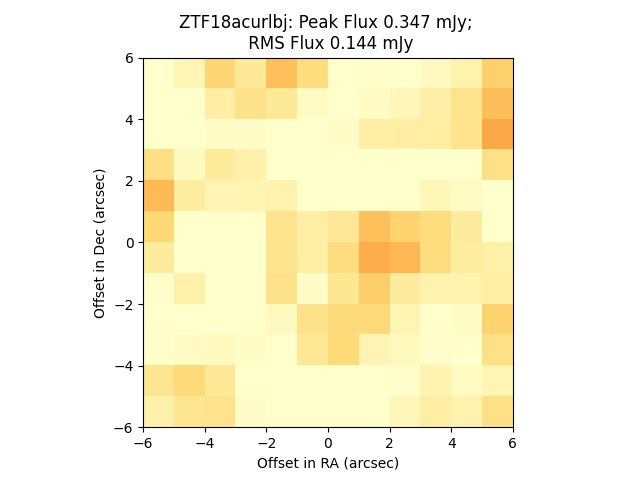 ZTF18acurlbj: Peak Flux 0.347 mJy;
RMS Flux 0.144 mJy
6
4
2
0
−2
−4
−6
Offset in Dec (arcsec)
−6 −4 −2 0 2 4 6
Offset in RA (arcsec)